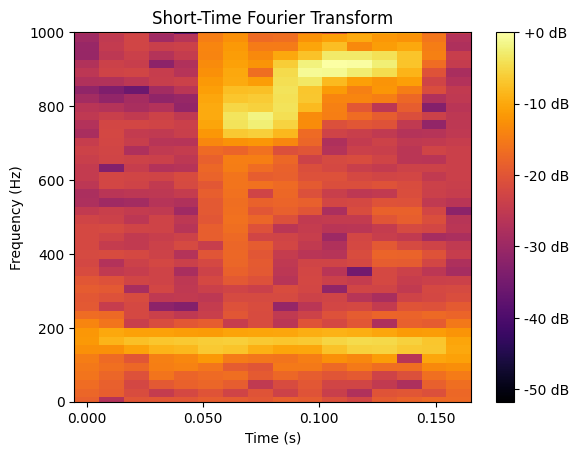 Short-Time Fourier Transform
1000
800
600
400
200
0
Frequency (Hz)
0.000
0.050
0.100
0.150
Time (s)
+0 dB
-10 dB
-20 dB
-30 dB
-40 dB
-50 dB